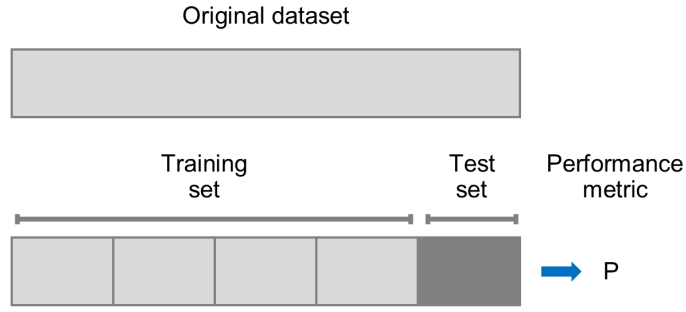 Original dataset
Training
set
Test
set
Performance
metric
P